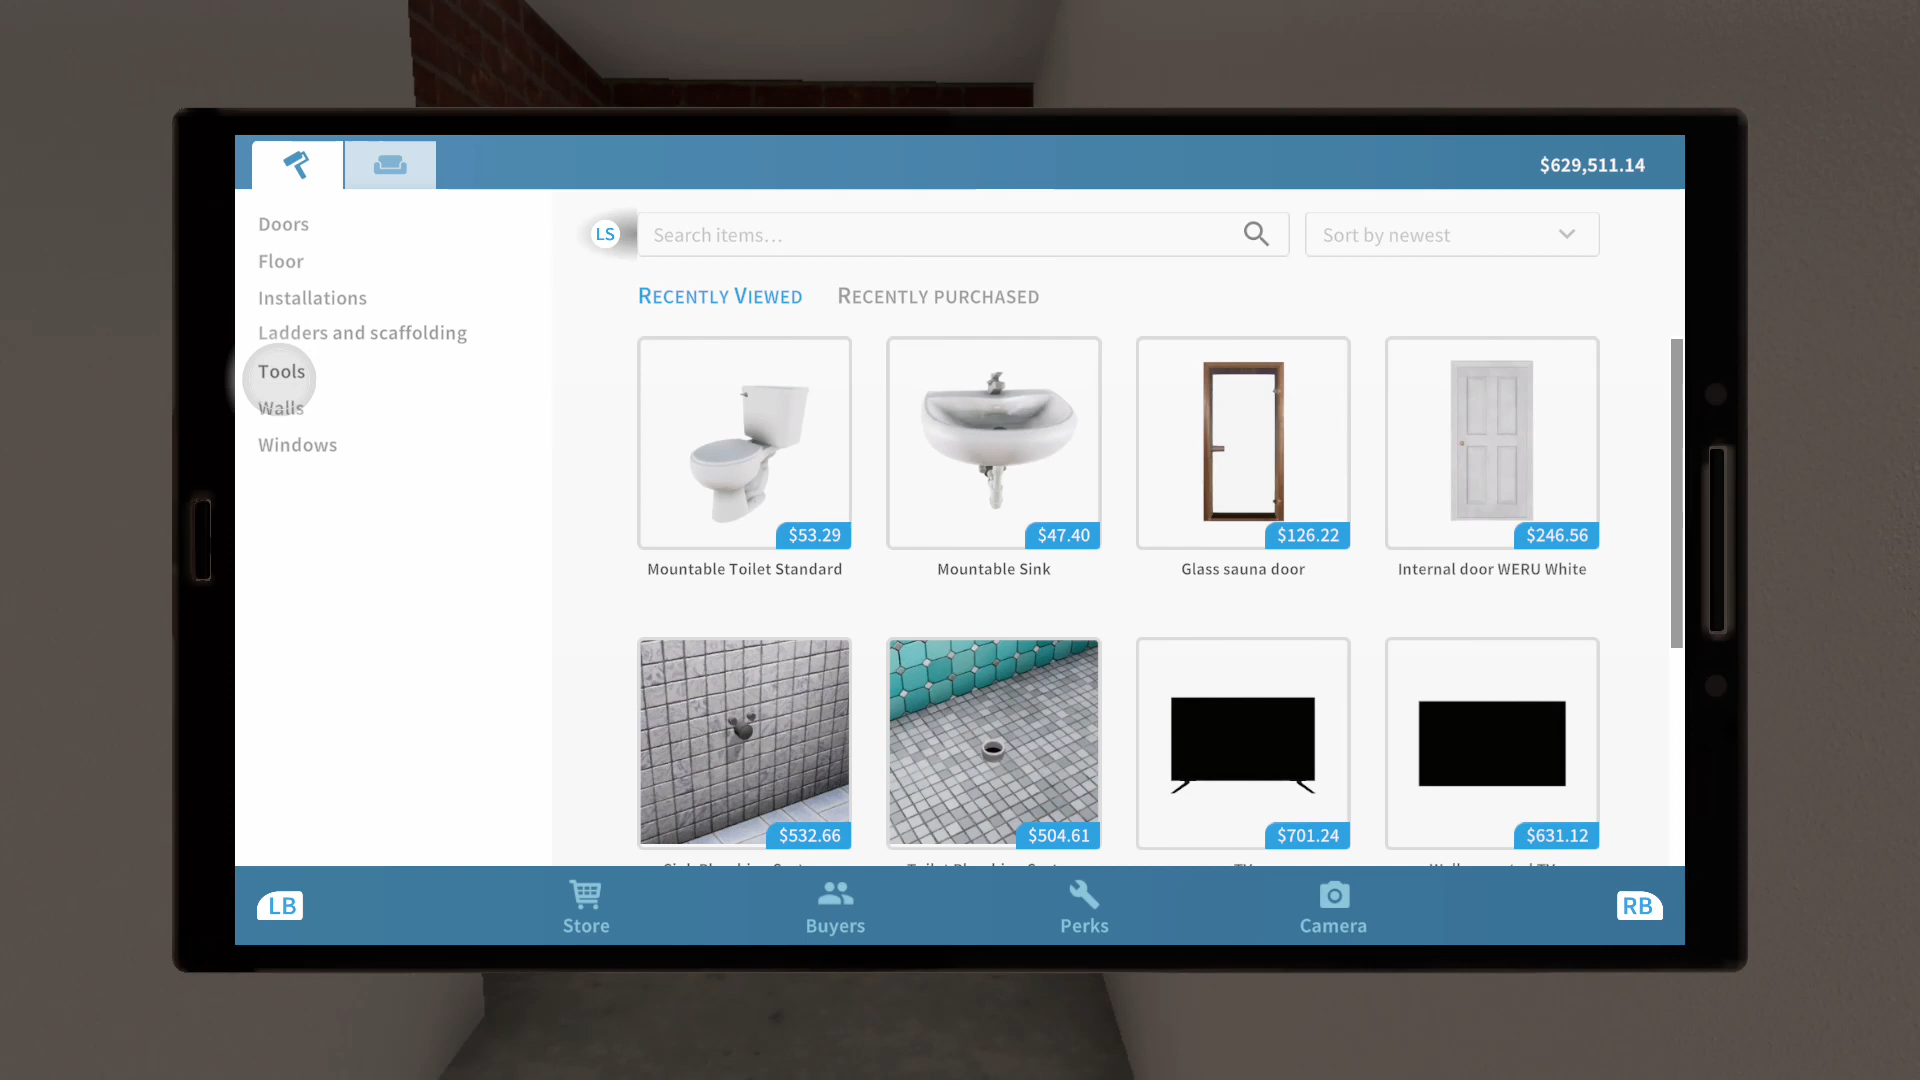 $629,511.14
Doors
Floor
Installations
Ladders and scaffolding
Tools
Walls
Windows
LS
Search items...
Sort by newest
RECENTLY VIEWED
RECENTLY PURCHASED
$53.29
$47.40
$126.22
$246.56
Mountable Toilet Standard
Mountable Sink
Glass sauna door
Internal door WERU White
$532.66
$504.61
$701.24
$631.12
LB
Store
Buyers
Perks
Camera
RB